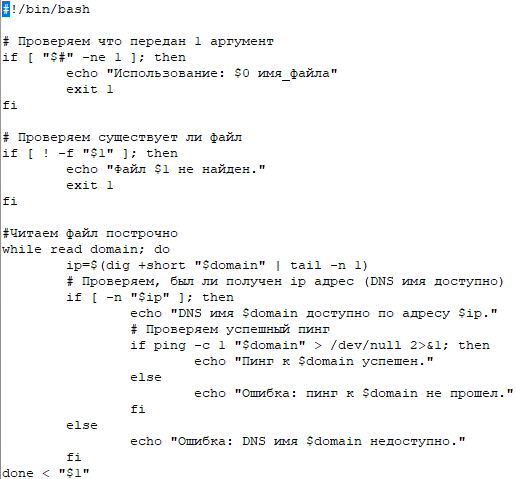 #!/bin/bash

# Проверяем что передан 1 аргумент
if [ "$#" -ne 1 ]; then
        echo "Использование: $0 имя_файла"
        exit 1
fi

# Проверяем существует ли файл
if [ ! -f "$1" ]; then
        echo "Файл $1 не найден."
        exit 1
fi

#Читаем файл построчно
while read domain; do
        ip=$(dig +short "$domain" | tail -n 1)
        # Проверяем, был ли получен ip адрес (DNS имя доступно)
        if [ -n "$ip" ]; then
                echo "DNS имя $domain доступно по адресу $ip."
                # Проверяем успешный пинг
                if ping -c 1 "$domain" > /dev/null 2>&1; then
                        echo "Пинг к $domain успешен."
                else
                        echo "Ошибка: пинг к $domain не прошел."
                fi
        else
                echo "Ошибка: DNS имя $domain недоступно."
        fi
done < "$1"